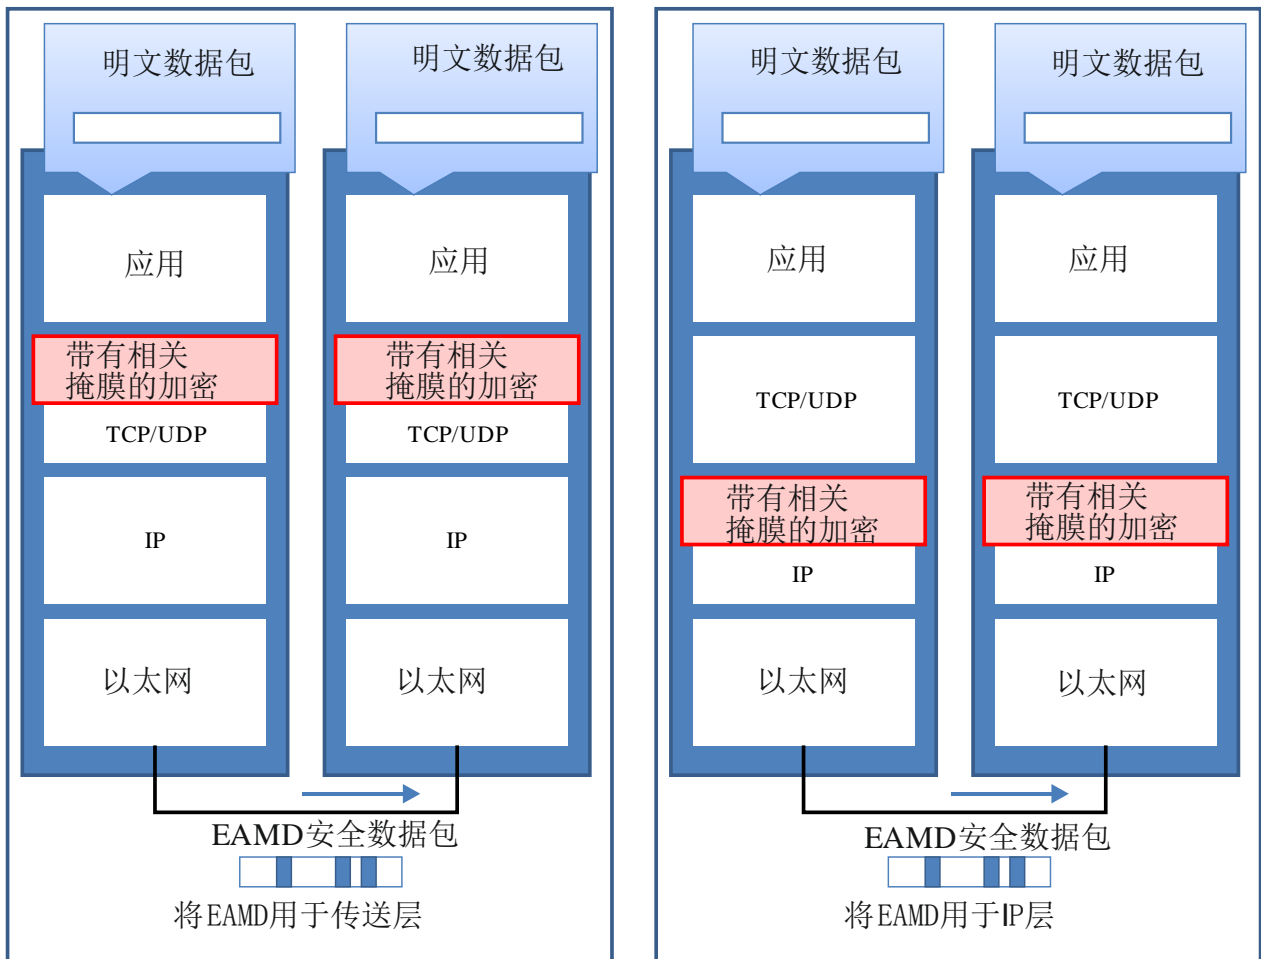 明文数据包
明文数据包
应用
应用
带有相关
掩膜的加密
带有相关
掩膜的加密
TCP/UDP
TCP/UDP
IP
IP
以太网
以太网
EAMD安全数据包
将EAMD用于传送层
明文数据包
明文数据包
应用
应用
TCP/UDP
TCP/UDP
带有相关
掩膜的加密
带有相关
掩膜的加密
IP
IP
以太网
以太网
EAMD安全数据包
将EAMD用于IP层